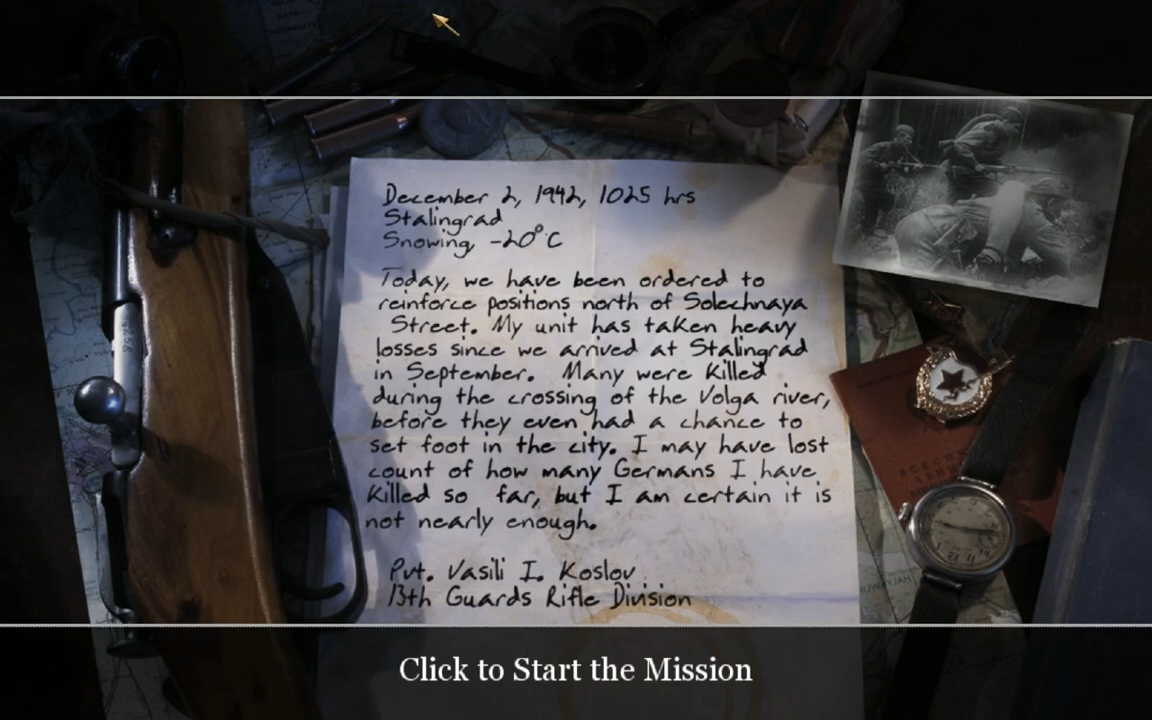 December 2, 1942, 1025 hrs
Stalingrad
Snowing, -20°C
Today, we have been ordered to
reinforce positions north of Solechnaya
Street. My unit has taken heavy
losses since we arrived at Stalingrad
in September. Many were killed
during the crossing of the Volga river,
before they even had a chance to
set foot in the city. I may have lost
count of how many Germans I have
killed so far, but I am certain it is
not nearly enough.
Pvt. Vasili I. Koslov
13th Guards Rifle Division
Click to Start the Mission